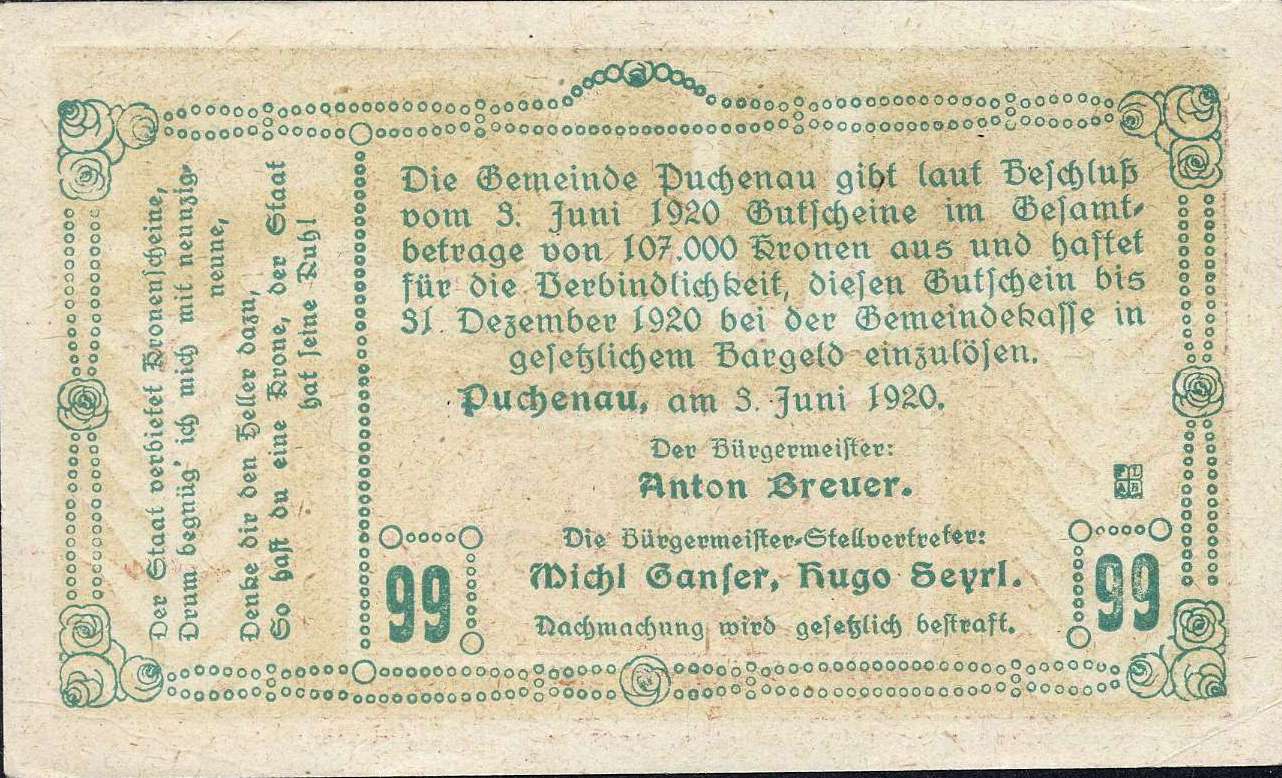 Der Staat verbietet Kronenscheine,
Drum begnüg' ich mich mit neunzig-
neune,
Denke dir den Heller dazu,
So hast du eine Krone, der Staat
hat seine Ruh!
Die Gemeinde Puchenau gibt laut Beschluß
vom 3. Juni 1920 Gutscheine im Gesamt-
betrage von 107.000 Kronen aus und haftet
für die Verbindlichkeit, diesen Gutschein bis
31. Dezember 1920 bei der Gemeindekasse in
gesetzlichem Bargeld einzulösen.
Puchenau, am 3. Juni 1920.
Der Bürgermeister:
Anton Breuer.
Die Bürgermeister-Stellvertreter:
Michl Ganser, Hugo Seyrl.
Nachmachung wird gesetzlich bestraft.
99
99